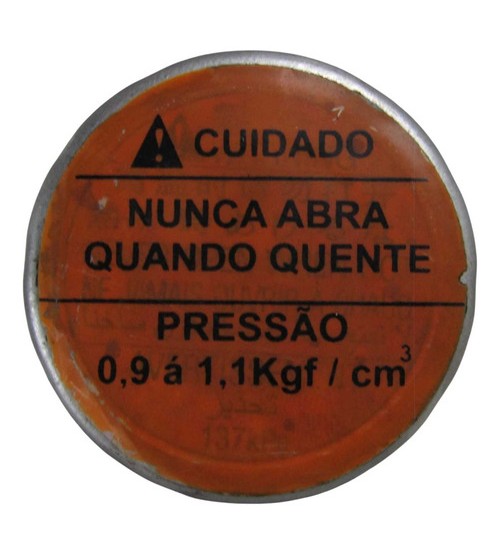 CUIDADO
NUNCA ABRA
QUANDO QUENTE
PRESSÃO
0,9 á 1,1Kgf / cm³